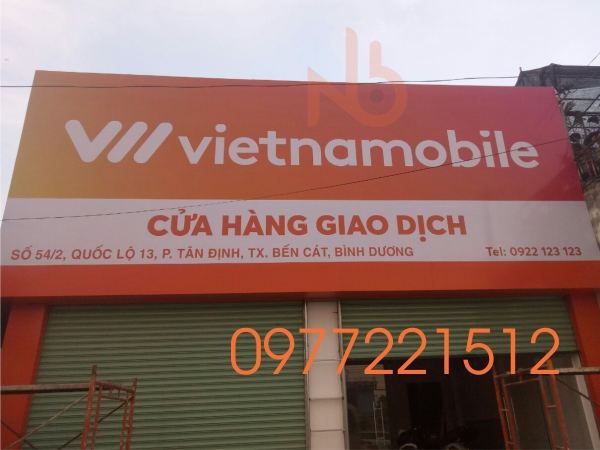 vietnamobile
CỬA HÀNG GIAO DỊCH
SỐ 54/2, QUỐC LỘ 13, P. TÂN ĐỊNH, TX. BẾN CÁT, BÌNH DƯƠNG
Tel: 0922 123 123
0977221512